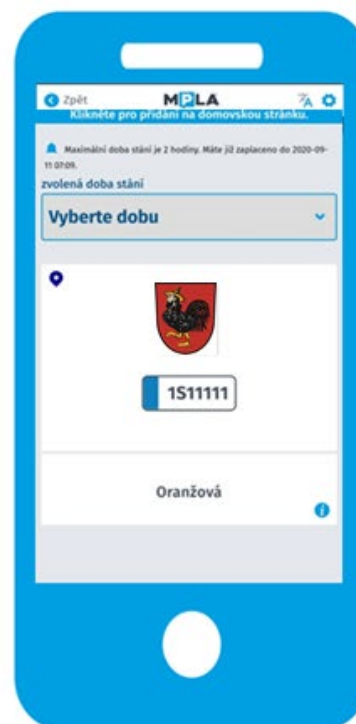 Zpět
MPLA
Klikněte pro přidání na domovskou stránku.
Maximální doba stání je 2 hodiny. Máte již zaplaceno do 2020-09-
11 07:09.
zvolená doba stání
Vyberte dobu
1S11111
Oranžová